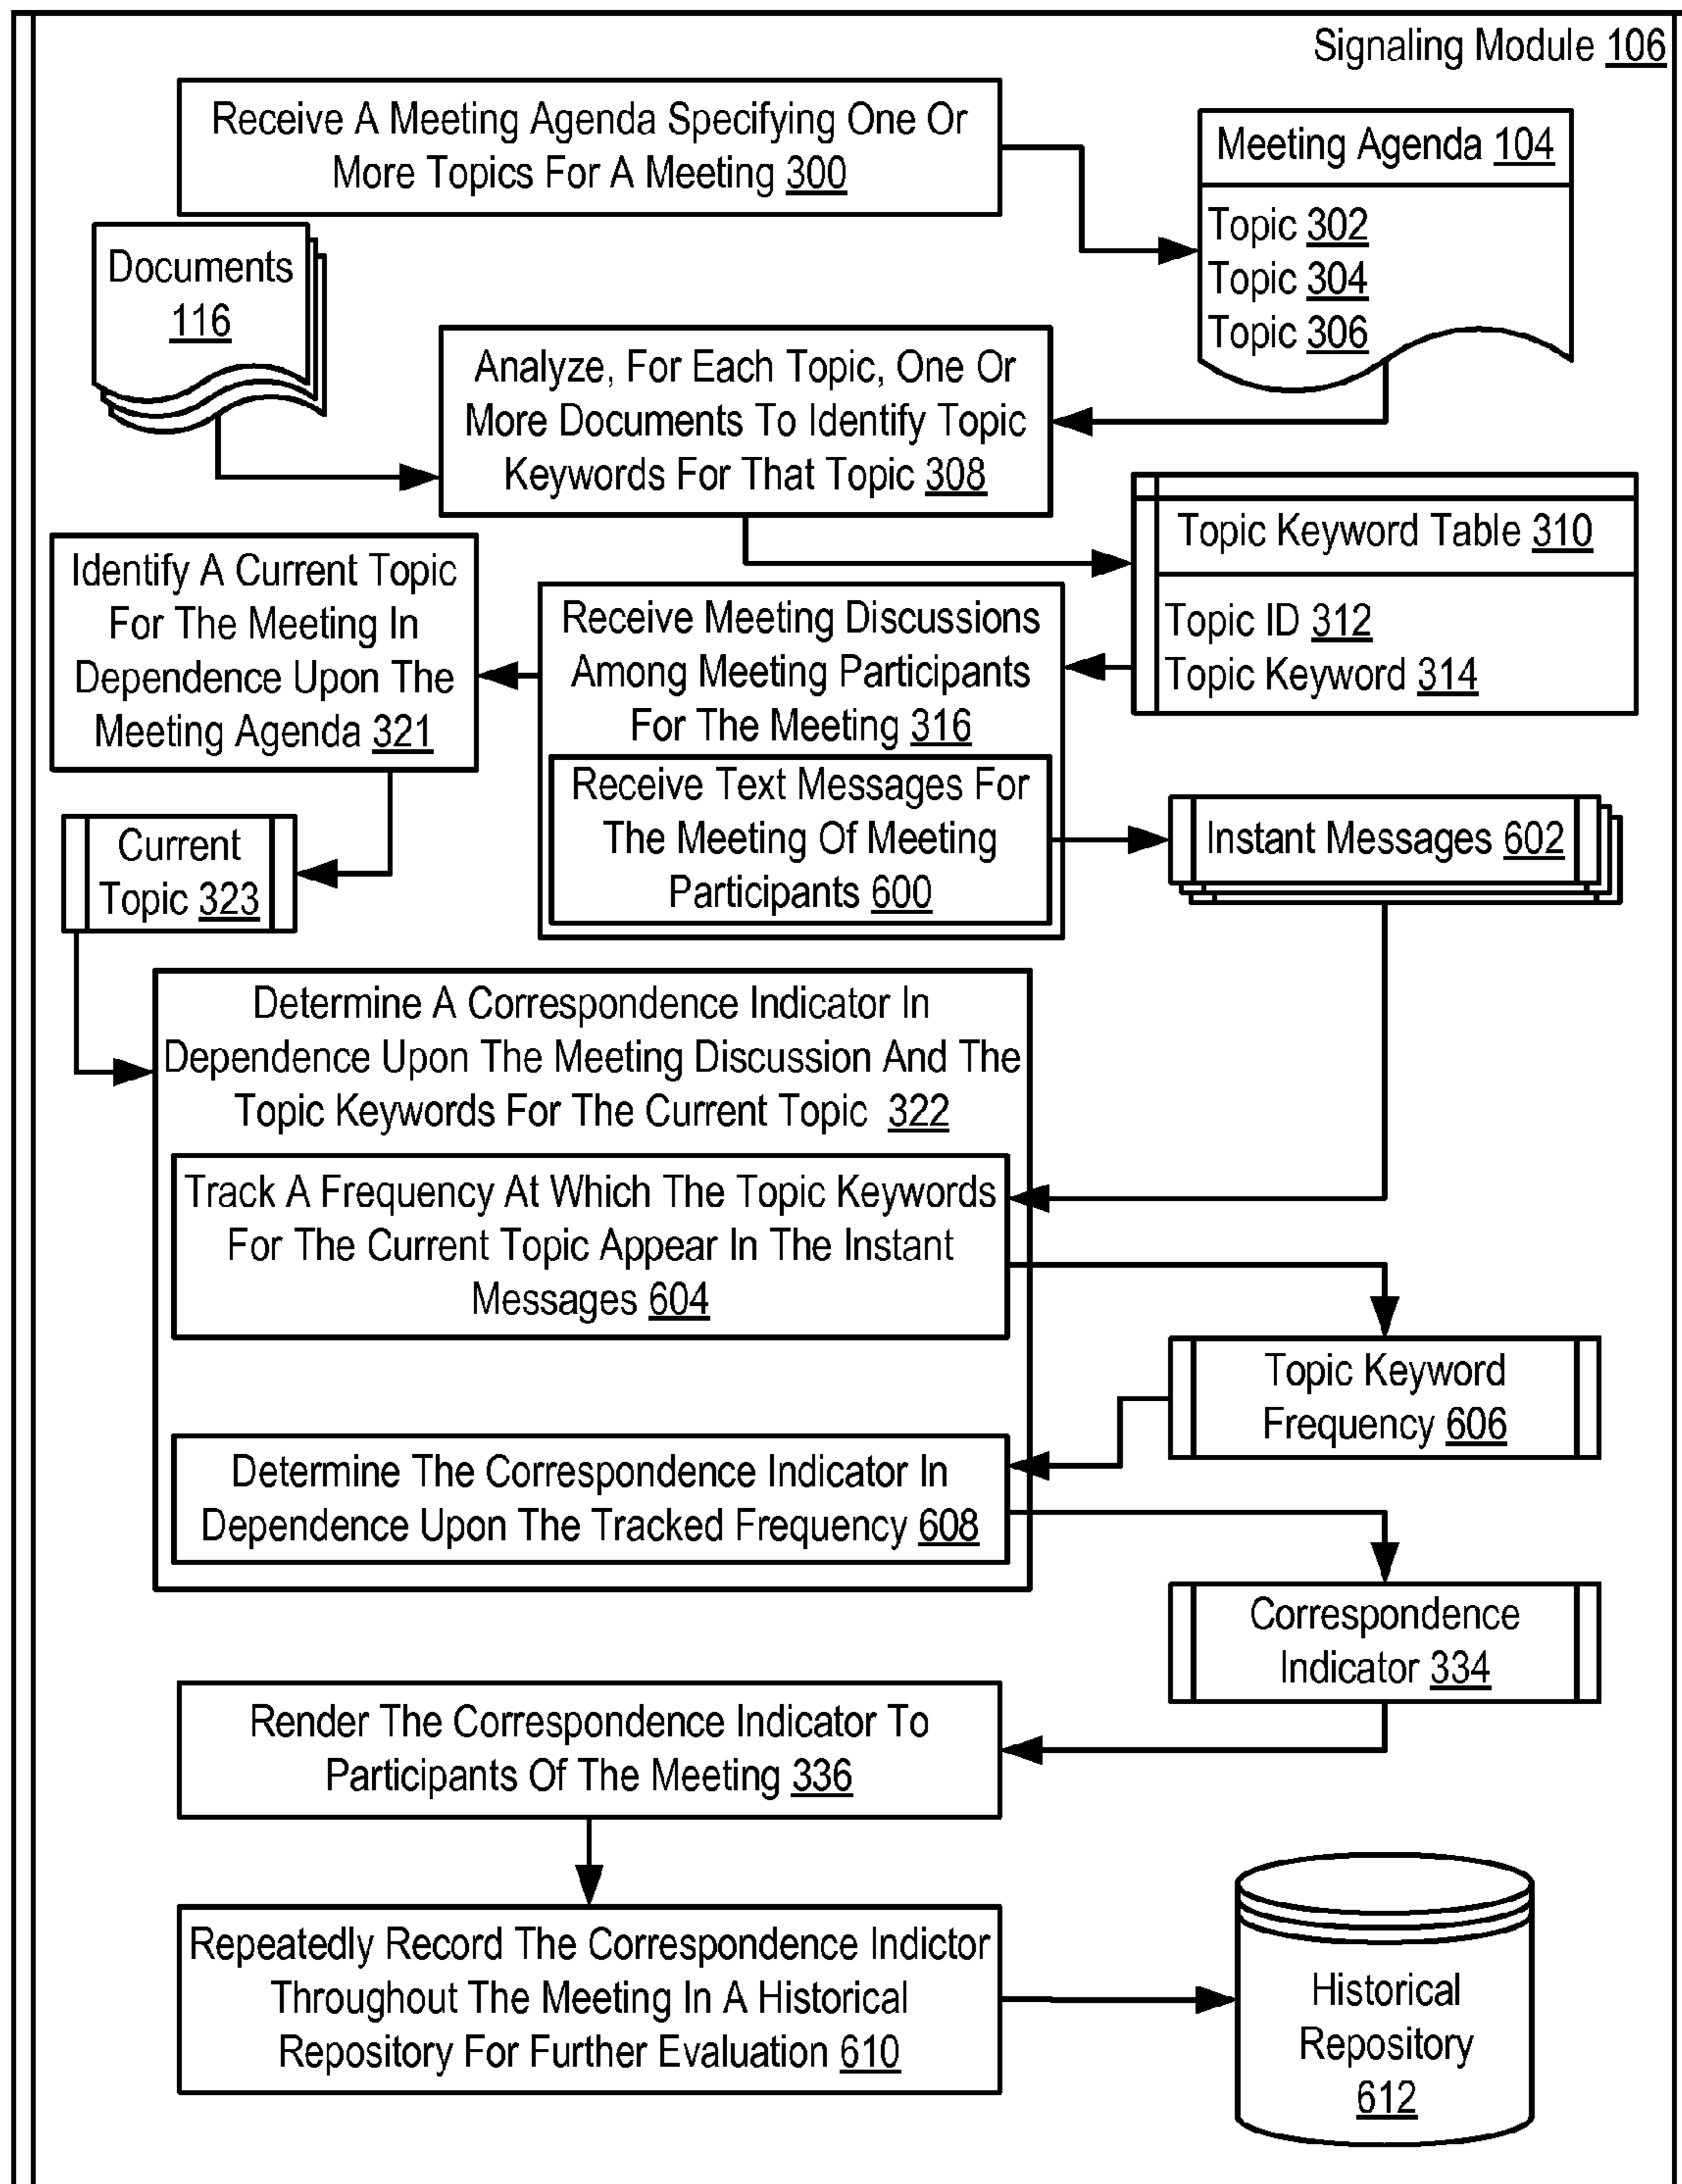 Signaling Module 106
Receive A Meeting Agenda Specifying One Or
More Topics For A Meeting 300
Meeting Agenda 104
Topic 302
Topic 304
Topic 306
Documents
116
Analyze, For Each Topic, One Or
More Documents To Identify Topic
Keywords For That Topic 308
Topic Keyword Table 310
Topic ID 312
Topic Keyword 314
Identify A Current Topic
For The Meeting In
Dependence Upon The
Meeting Agenda 321
Receive Meeting Discussions
Among Meeting Participants
For The Meeting 316
Receive Text Messages For
The Meeting Of Meeting
Participants 600
Instant Messages 602
Current
Topic 323
Determine A Correspondence Indicator In
Dependence Upon The Meeting Discussion And The
Topic Keywords For The Current Topic 322
Track A Frequency At Which The Topic Keywords
For The Current Topic Appear In The Instant
Messages 604
Topic Keyword
Frequency 606
Determine The Correspondence Indicator In
Dependence Upon The Tracked Frequency 608
Correspondence
Indicator 334
Render The Correspondence Indicator To
Participants Of The Meeting 336
Repeatedly Record The Correspondence Indictor
Throughout The Meeting In A Historical
Repository For Further Evaluation 610
Historical
Repository
612